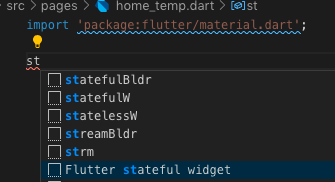 src > pages > home_temp.dart > st
import 'package:flutter/material.dart';
st
statefulBldr
statefulW
statelessW
streamBldr
strm
Flutter stateful widget